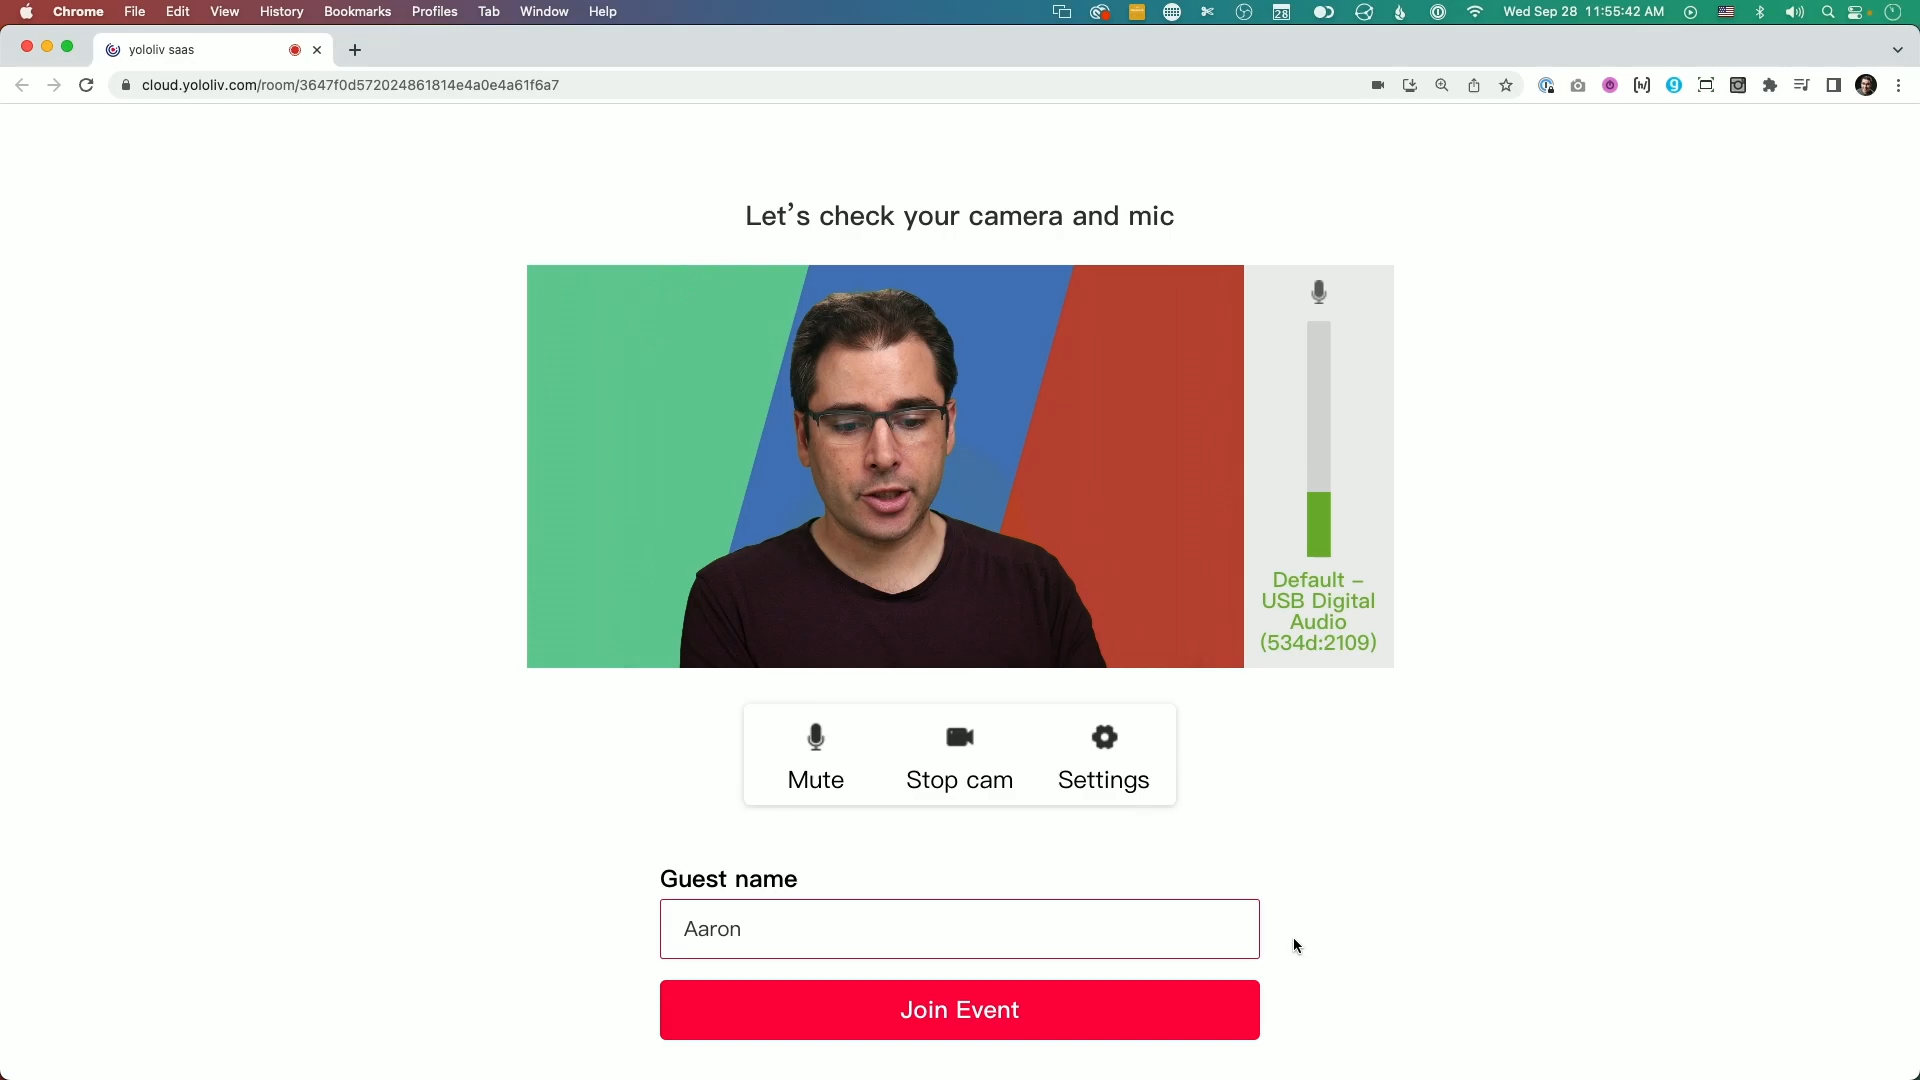 Chrome File Edit View History Bookmarks Profiles Tab Window Help 28 Wed Sep 28 11:55:42 AM
yololiv saas
cloud.yololiv.com/room/3647f0d572024861814e4a0e4a61f6a7
Let's check your camera and mic
Default –
USB Digital
Audio
(534d:2109)
Mute Stop cam Settings
Guest name
Aaron
Join Event